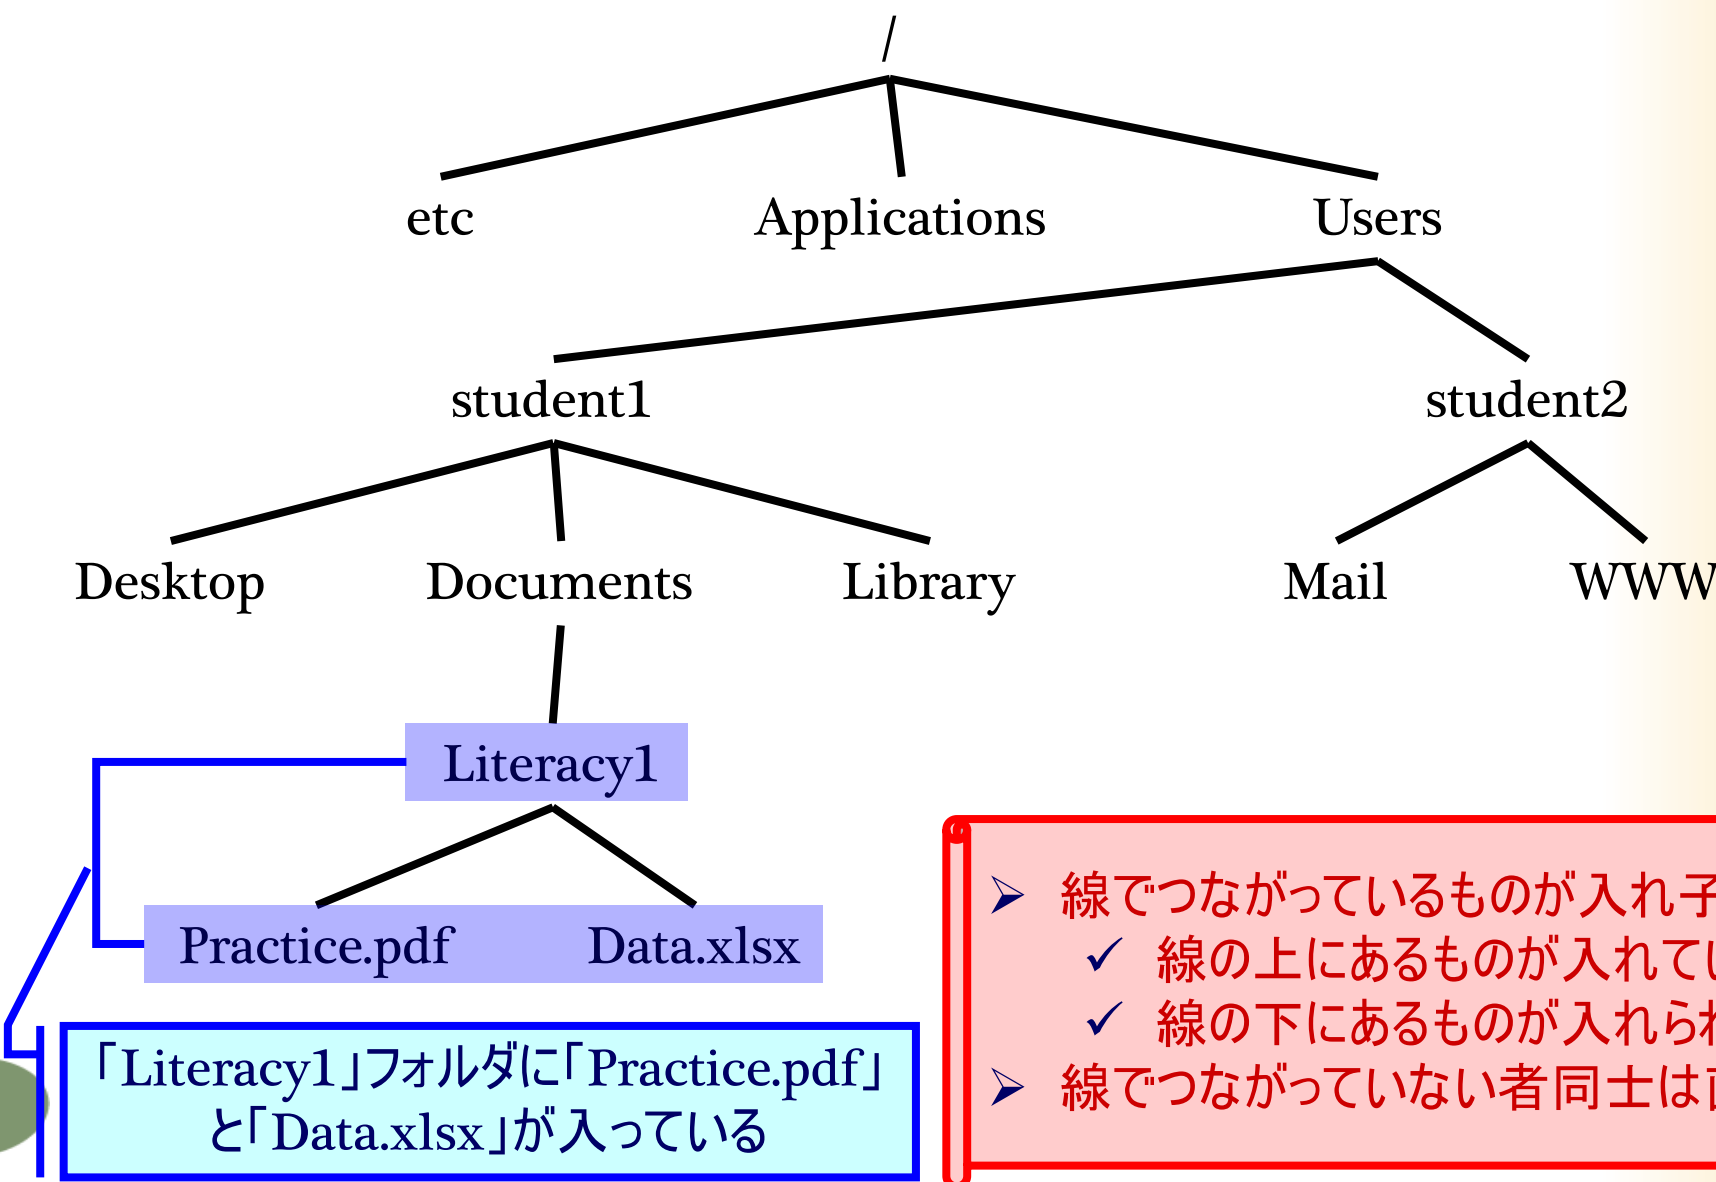 /
etc Applications Users
student1 student2
Desktop Documents Library Mail WWW
Literacy1
Practice.pdf Data.xlsx
「Literacy1」フォルダに「Practice.pdf」
と「Data.xlsx」が入っている
➢ 線でつながっているものが入れ子
✓ 線の上にあるものが入れてい
✓ 線の下にあるものが入れられ
➢ 線でつながっていない者同士は